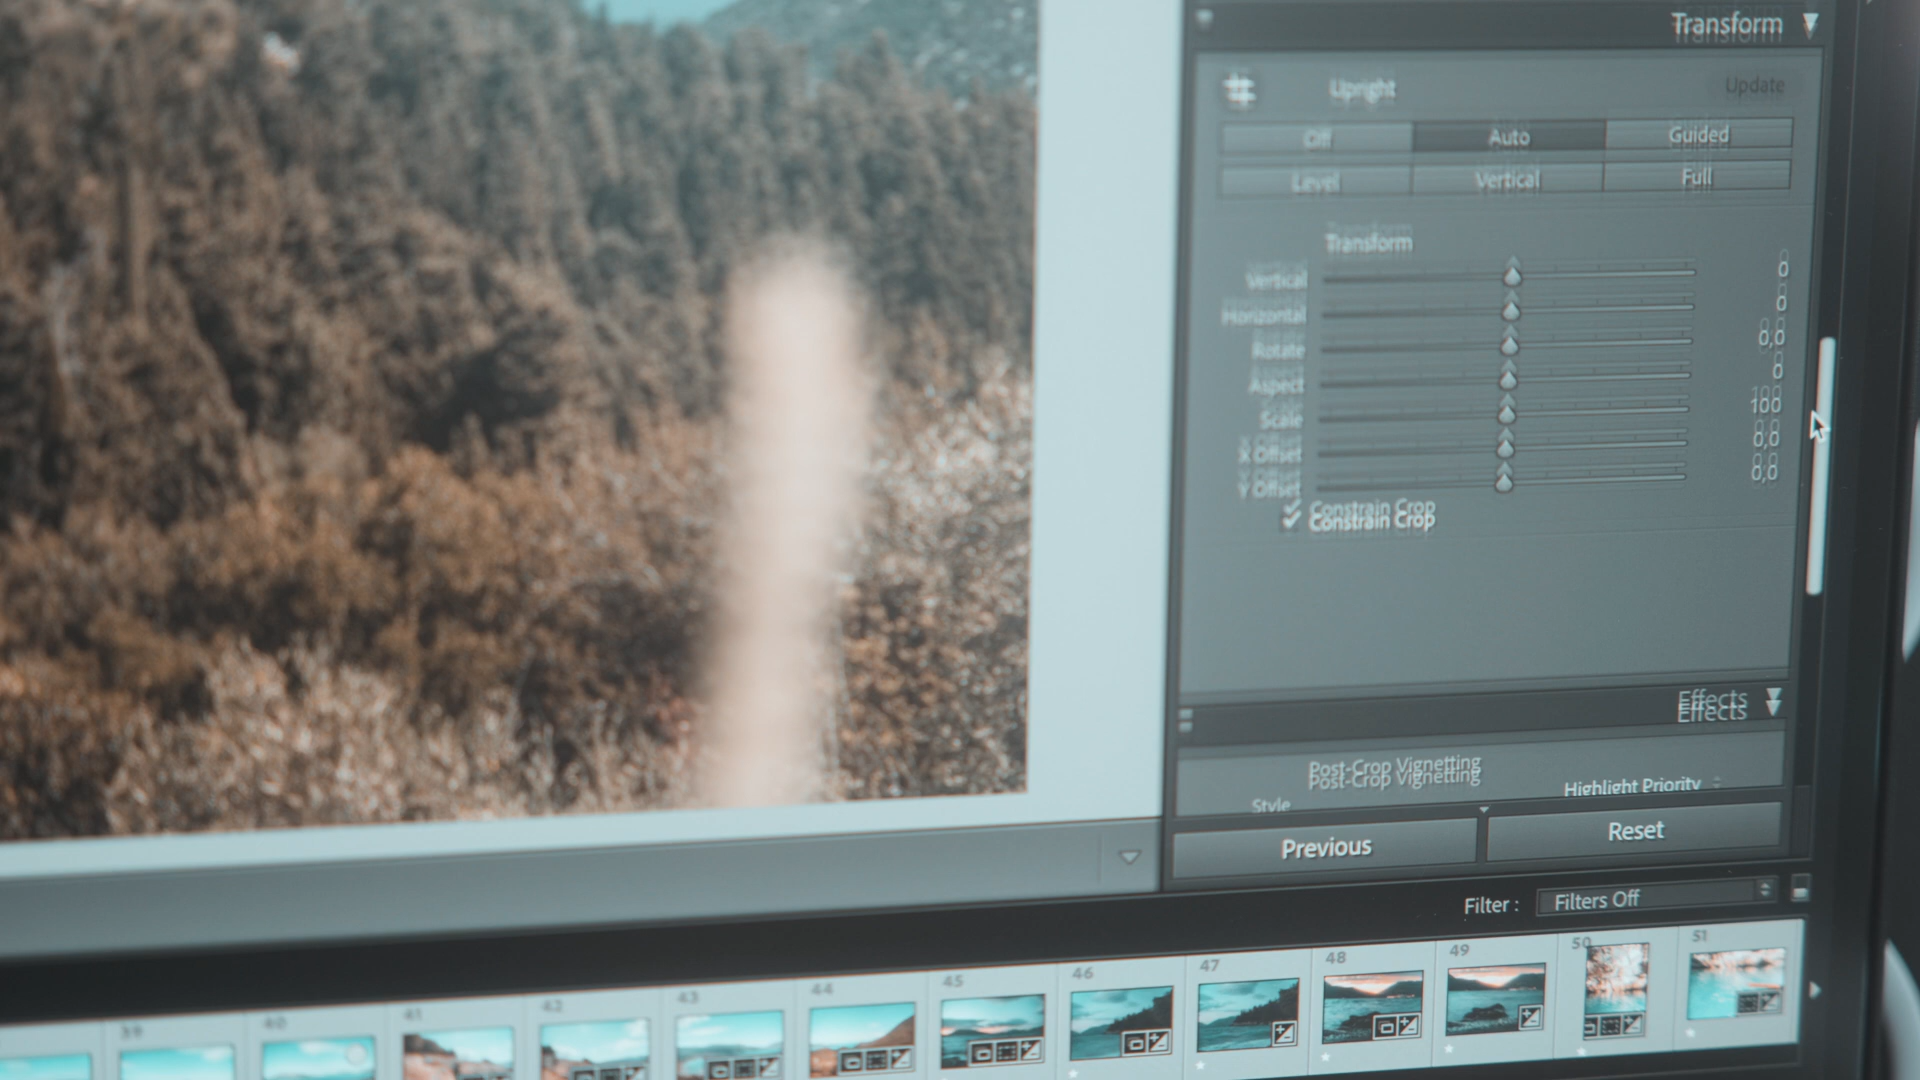 Transform
Upright Update
Off Auto Guided
Level Vertical Full
Transform
Vertical 0
Horizontal 0
Rotate 0,0
Aspect 0
Scale 100
X Offset 0,0
Y Offset 0,0
Constrain Crop
Effects
Post-Crop Vignetting
Style Highlight Priority
Previous Reset
Filter : Filters Off
39 40 41 42 43 44 45 46 47 48 49 50 51